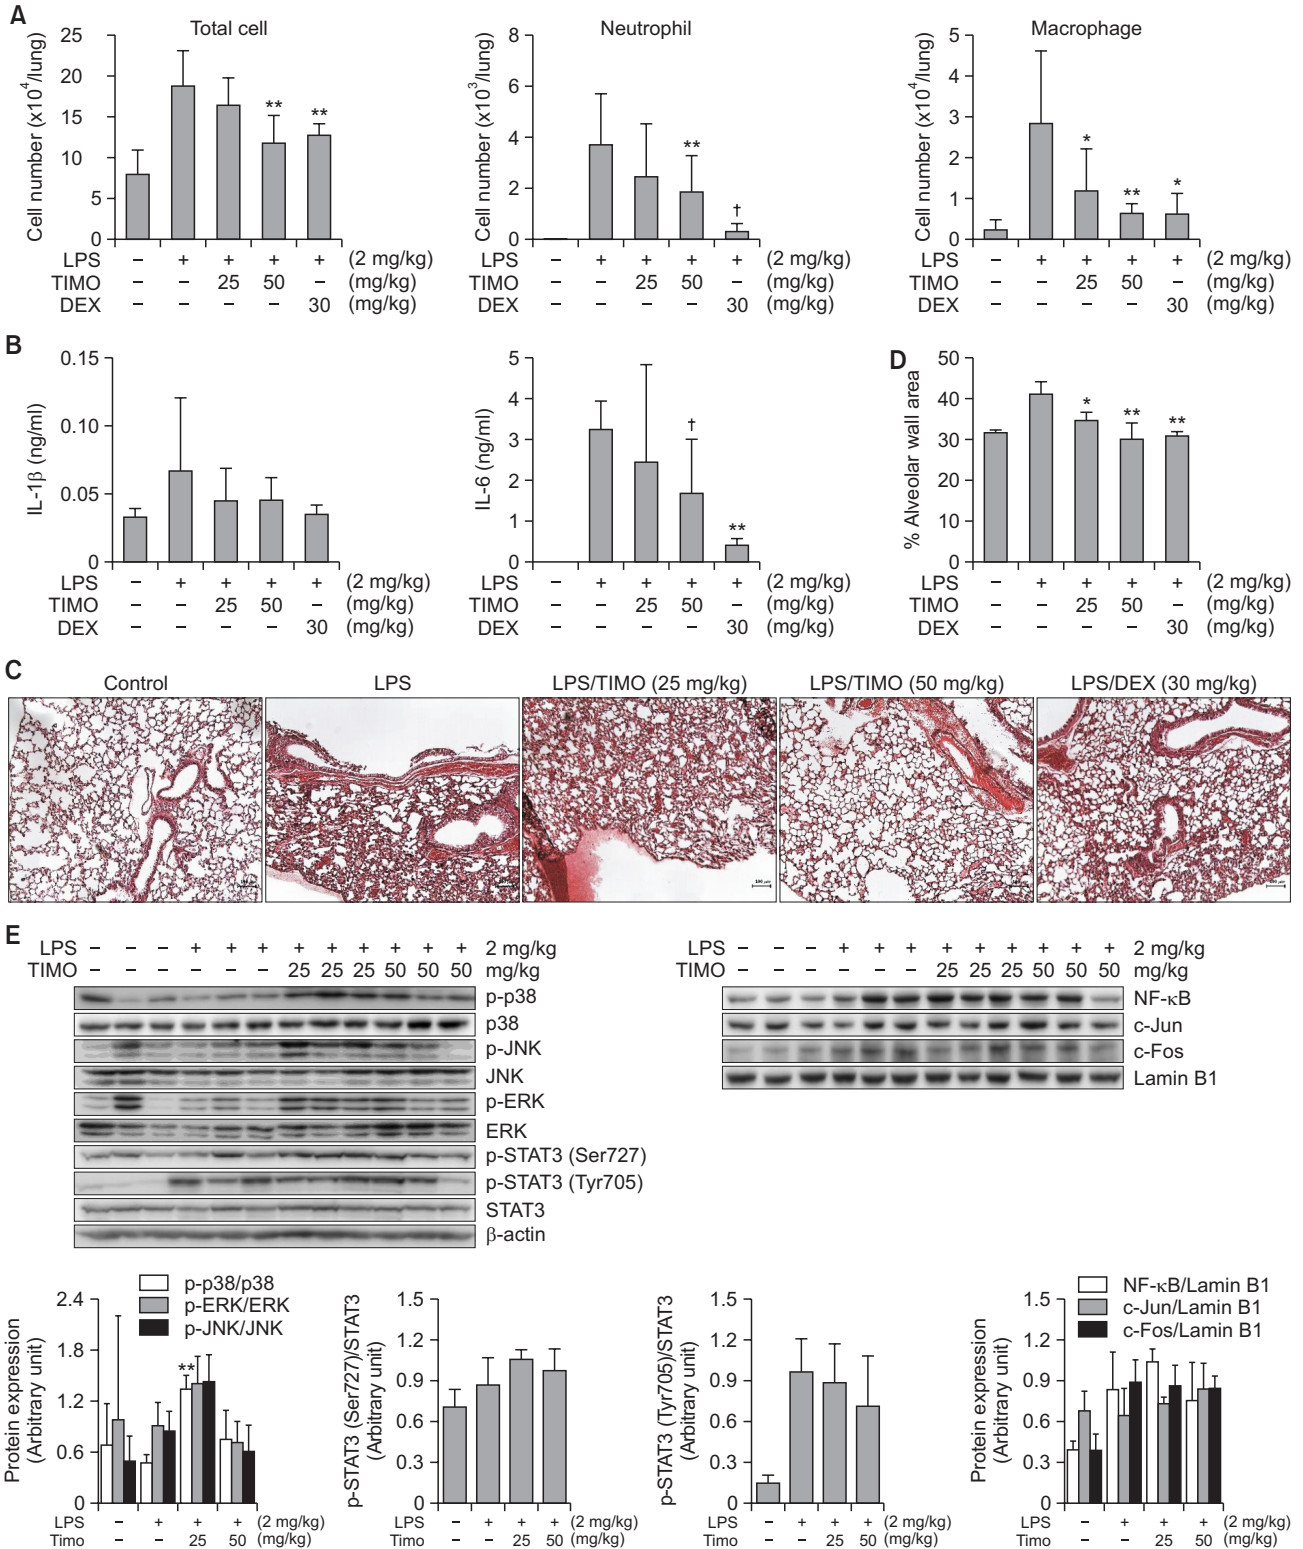 A
Total cell
Neutrophil
Macrophage
Cell number (x10⁴/lung)
25
20
15
10
5
0
** **
Cell number (x10³/lung)
8
6
4
2
0
** †
Cell number (x10⁴/lung)
5
4
3
2
1
0
* ** *
LPS − + + + + (2 mg/kg)
TIMO − − 25 50 − (mg/kg)
DEX − − − − 30 (mg/kg)
LPS − + + + + (2 mg/kg)
TIMO − − 25 50 − (mg/kg)
DEX − − − − 30 (mg/kg)
LPS − + + + + (2 mg/kg)
TIMO − − 25 50 − (mg/kg)
DEX − − − − 30 (mg/kg)
B
IL-1β (ng/ml)
0.15
0.10
0.05
0
LPS − + + + + (2 mg/kg)
TIMO − − 25 50 − (mg/kg)
DEX − − − − 30 (mg/kg)
IL-6 (ng/ml)
5
4
3
2
1
0
† **
LPS − + + + + (2 mg/kg)
TIMO − − 25 50 − (mg/kg)
DEX − − − − 30 (mg/kg)
D
% Alveolar wall area
50
40
30
20
10
0
* ** **
LPS − + + + + (2 mg/kg)
TIMO − − 25 50 − (mg/kg)
DEX − − − − 30 (mg/kg)
C
Control
LPS
LPS/TIMO (25 mg/kg)
LPS/TIMO (50 mg/kg)
LPS/DEX (30 mg/kg)
E
LPS − − − + + + + + + + + + 2 mg/kg
TIMO − − − − − − 25 25 25 50 50 50 mg/kg
p-p38
p38
p-JNK
JNK
p-ERK
ERK
p-STAT3 (Ser727)
p-STAT3 (Tyr705)
STAT3
β-actin
LPS − − − + + + + + + + + + 2 mg/kg
TIMO − − − − − − 25 25 25 50 50 50 mg/kg
NF-κB
c-Jun
c-Fos
Lamin B1
p-p38/p38
p-ERK/ERK
p-JNK/JNK
Protein expression
(Arbitrary unit)
2.4
1.8
1.2
0.6
0
**
LPS − + + + (2 mg/kg)
Timo − − 25 50 (mg/kg)
p-STAT3 (Ser727)/STAT3
(Arbitrary unit)
1.5
1.2
0.9
0.6
0.3
0
LPS − + + + (2 mg/kg)
Timo − − 25 50 (mg/kg)
p-STAT3 (Tyr705)/STAT3
(Arbitrary unit)
1.5
1.2
0.9
0.6
0.3
0
LPS − + + + (2 mg/kg)
Timo − − 25 50 (mg/kg)
NF-κB/Lamin B1
c-Jun/Lamin B1
c-Fos/Lamin B1
Protein expression
(Arbitrary unit)
1.5
1.2
0.9
0.6
0.3
0
LPS − + + + (2 mg/kg)
Timo − − 25 50 (mg/kg)